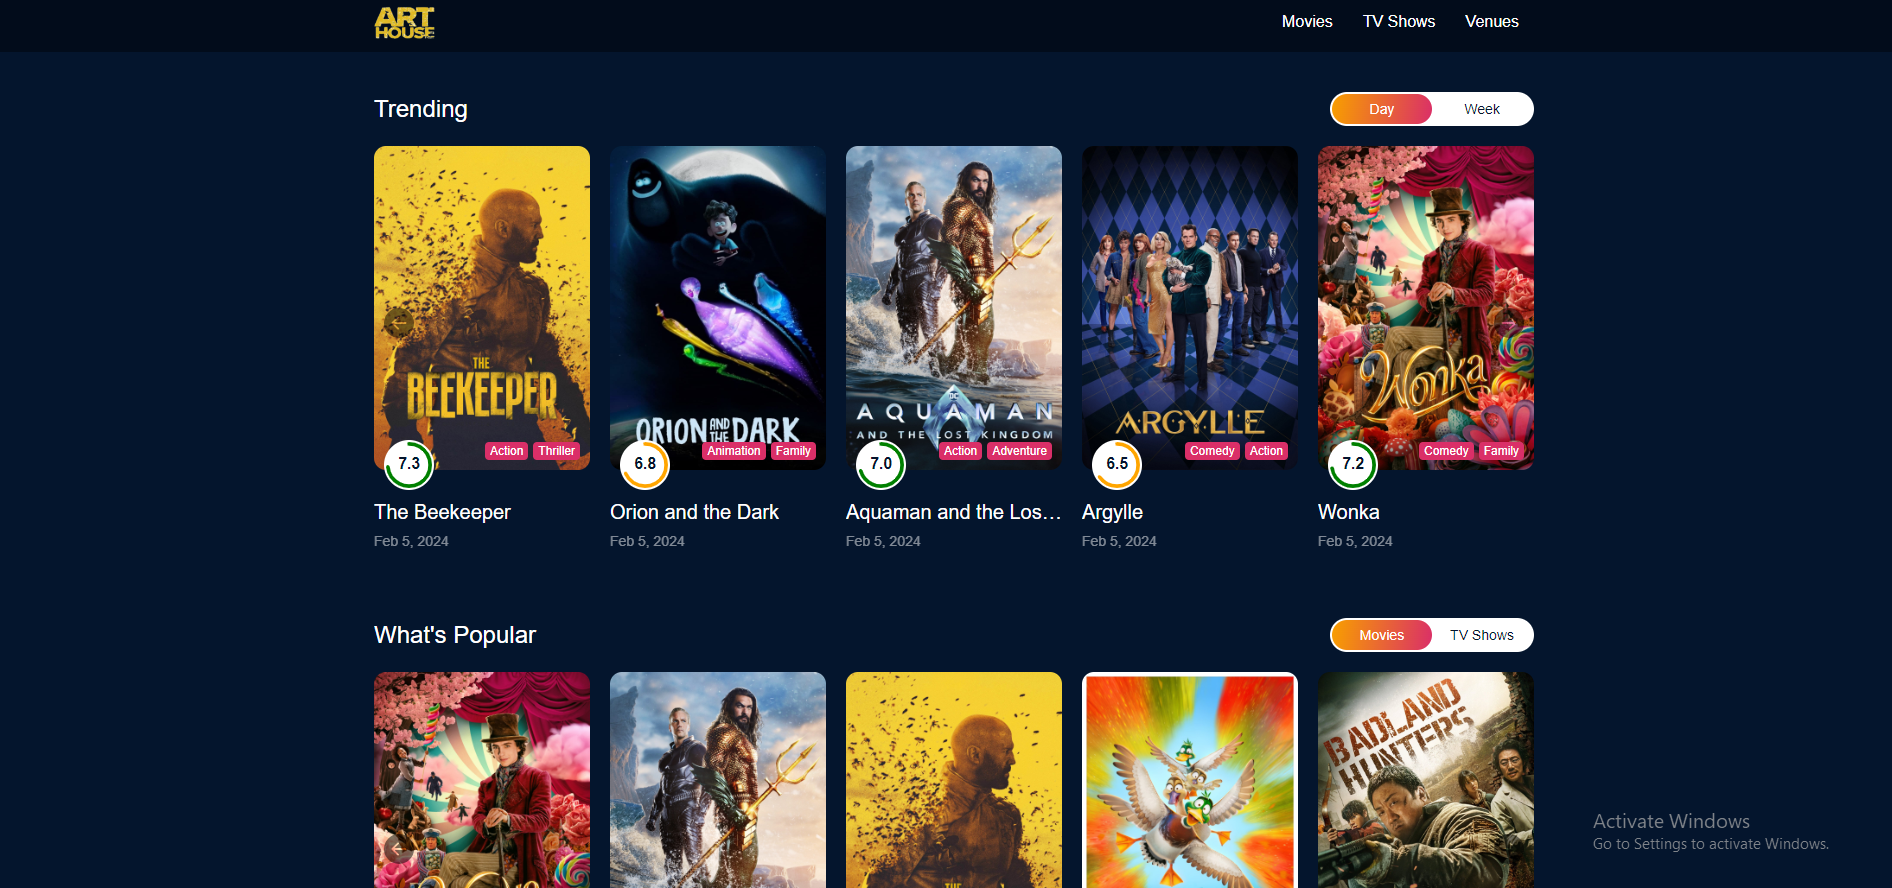 ART
HOUSE
Movies
TV Shows
Venues
Trending
Day
Week
THE
BEEKEEPER
ORION AND THE DARK
AQUAMAN
AND THE LOST KINGDOM
ARGYLLE
Wonka
7.3
Action
Thriller
6.8
Animation
Family
7.0
Action
Adventure
6.5
Comedy
Action
7.2
Comedy
Family
The Beekeeper
Orion and the Dark
Aquaman and the Los...
Argylle
Wonka
Feb 5, 2024
Feb 5, 2024
Feb 5, 2024
Feb 5, 2024
Feb 5, 2024
What's Popular
Movies
TV Shows
BADLAND
HUNTERS
THE
Activate Windows
Go to Settings to activate Windows.